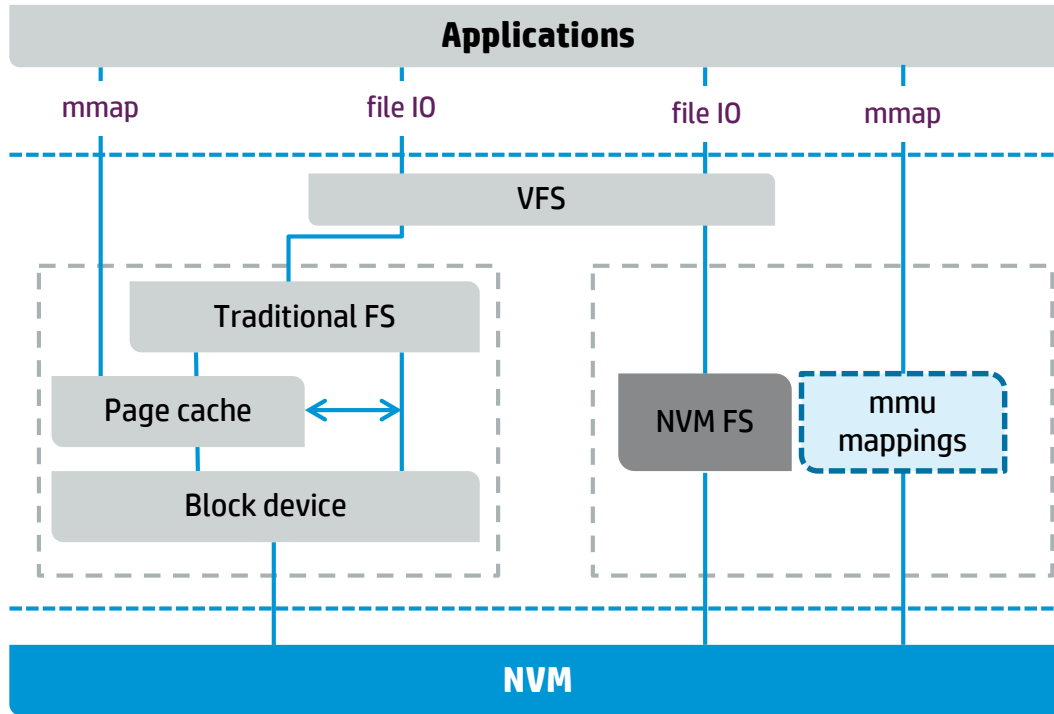 Applications
mmap
file IO
file IO
mmap
VFS
Traditional FS
Page cache
NVM FS
mmu
mappings
Block device
NVM